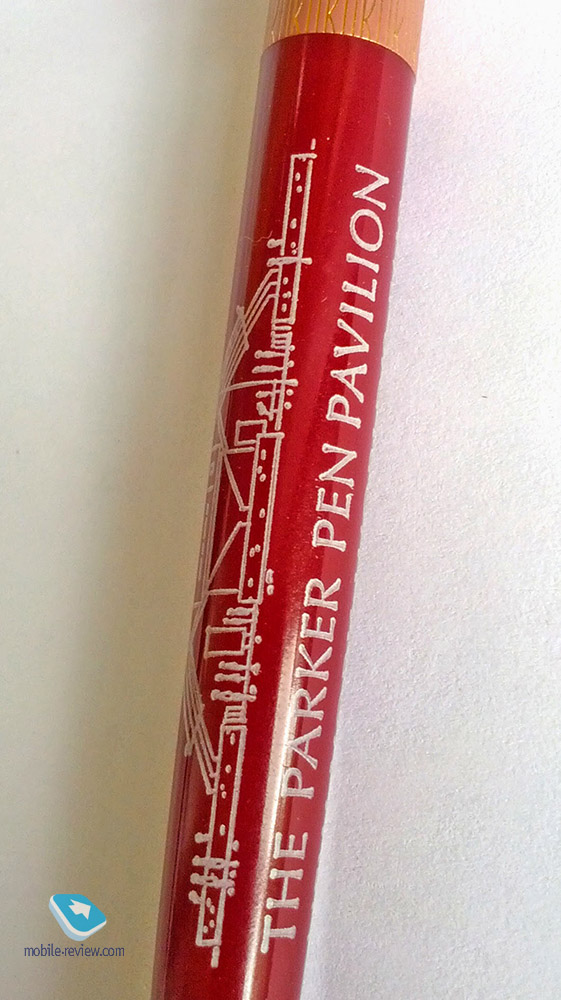 THE PARKER PEN PAVILION
mobile-review.com